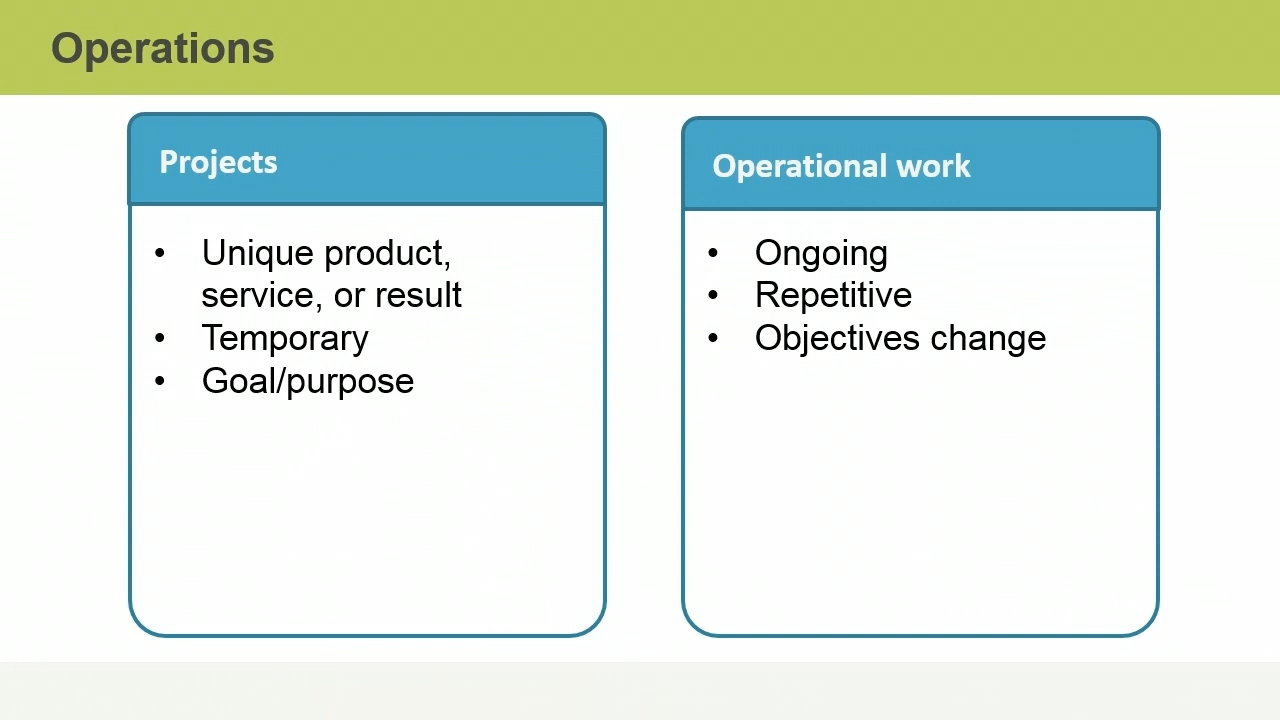 Operations
Projects
• Unique product,
service, or result
• Temporary
• Goal/purpose
Operational work
• Ongoing
• Repetitive
• Objectives change